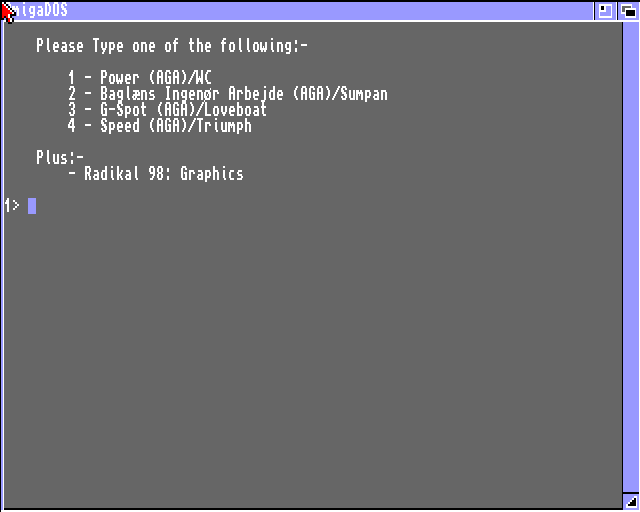 migaDOS
Please Type one of the following:-
1 - Power (AGA)/WC
2 - Baglæns Ingenør Arbejde (AGA)/Sumpan
3 - G-Spot (AGA)/Loveboat
4 - Speed (AGA)/Triumph
Plus:-
- Radikal 98: Graphics
1>